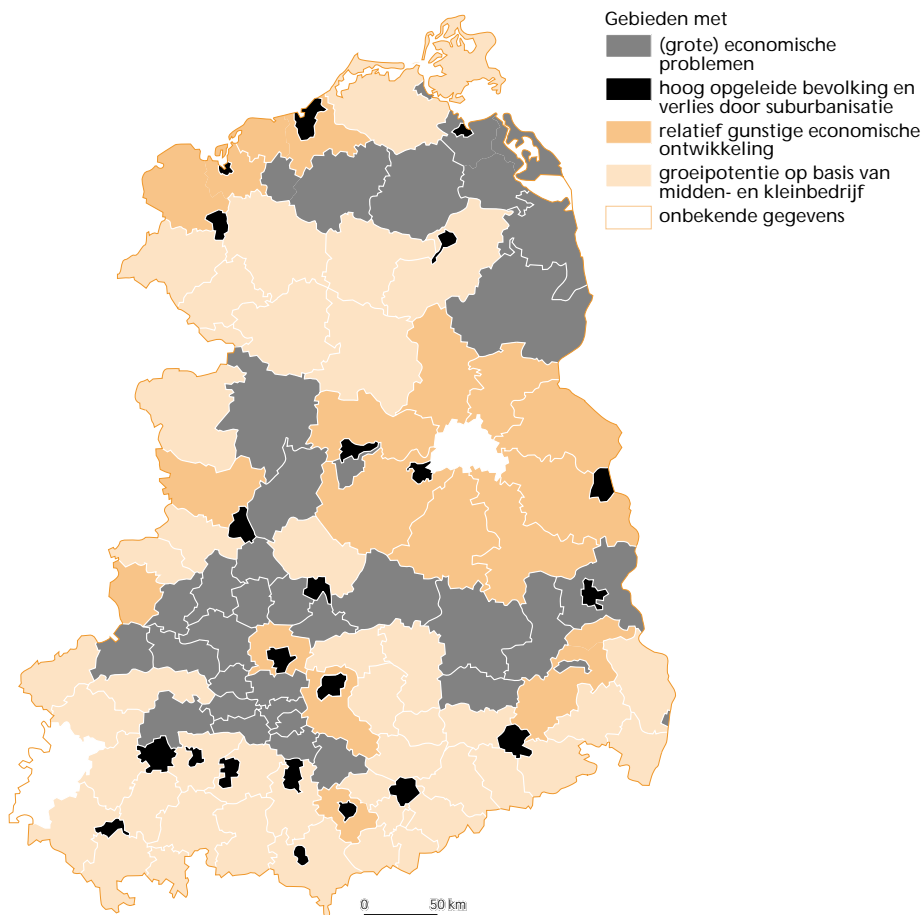 Gebieden met
(grote) economische
problemen
hoog opgeleide bevolking en
verlies door suburbanisatie
relatief gunstige economische
ontwikkeling
groeipotentie op basis van
midden- en kleinbedrijf
onbekende gegevens
0 50 km